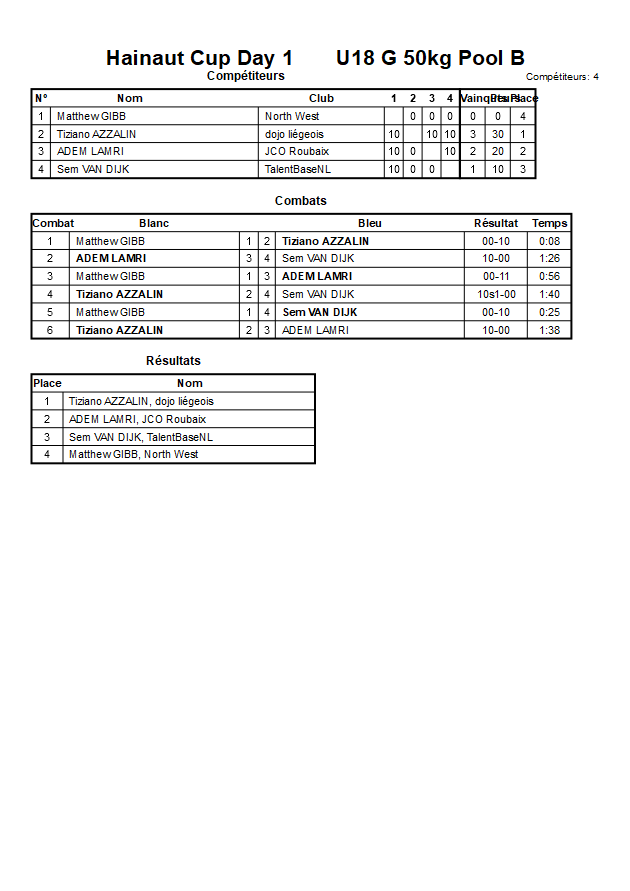 Hainaut Cup Day 1 U18 G 50kg Pool B
Compétiteurs Compétiteurs: 4
Nº Nom Club 1 2 3 4 Vainqueurs Place
1 Matthew GIBB North West 0 0 0 0 0 4
2 Tiziano AZZALIN dojo liégeois 10 10 10 3 30 1
3 ADEM LAMRI JCO Roubaix 10 0 10 2 20 2
4 Sem VAN DIJK TalentBaseNL 10 0 0 1 10 3
Combats
Combat Blanc Bleu Résultat Temps
1 Matthew GIBB 1 2 Tiziano AZZALIN 00-10 0:08
2 ADEM LAMRI 3 4 Sem VAN DIJK 10-00 1:26
3 Matthew GIBB 1 3 ADEM LAMRI 00-11 0:56
4 Tiziano AZZALIN 2 4 Sem VAN DIJK 10s1-00 1:40
5 Matthew GIBB 1 4 Sem VAN DIJK 00-10 0:25
6 Tiziano AZZALIN 2 3 ADEM LAMRI 10-00 1:38
Résultats
Place Nom
1 Tiziano AZZALIN, dojo liégeois
2 ADEM LAMRI, JCO Roubaix
3 Sem VAN DIJK, TalentBaseNL
4 Matthew GIBB, North West